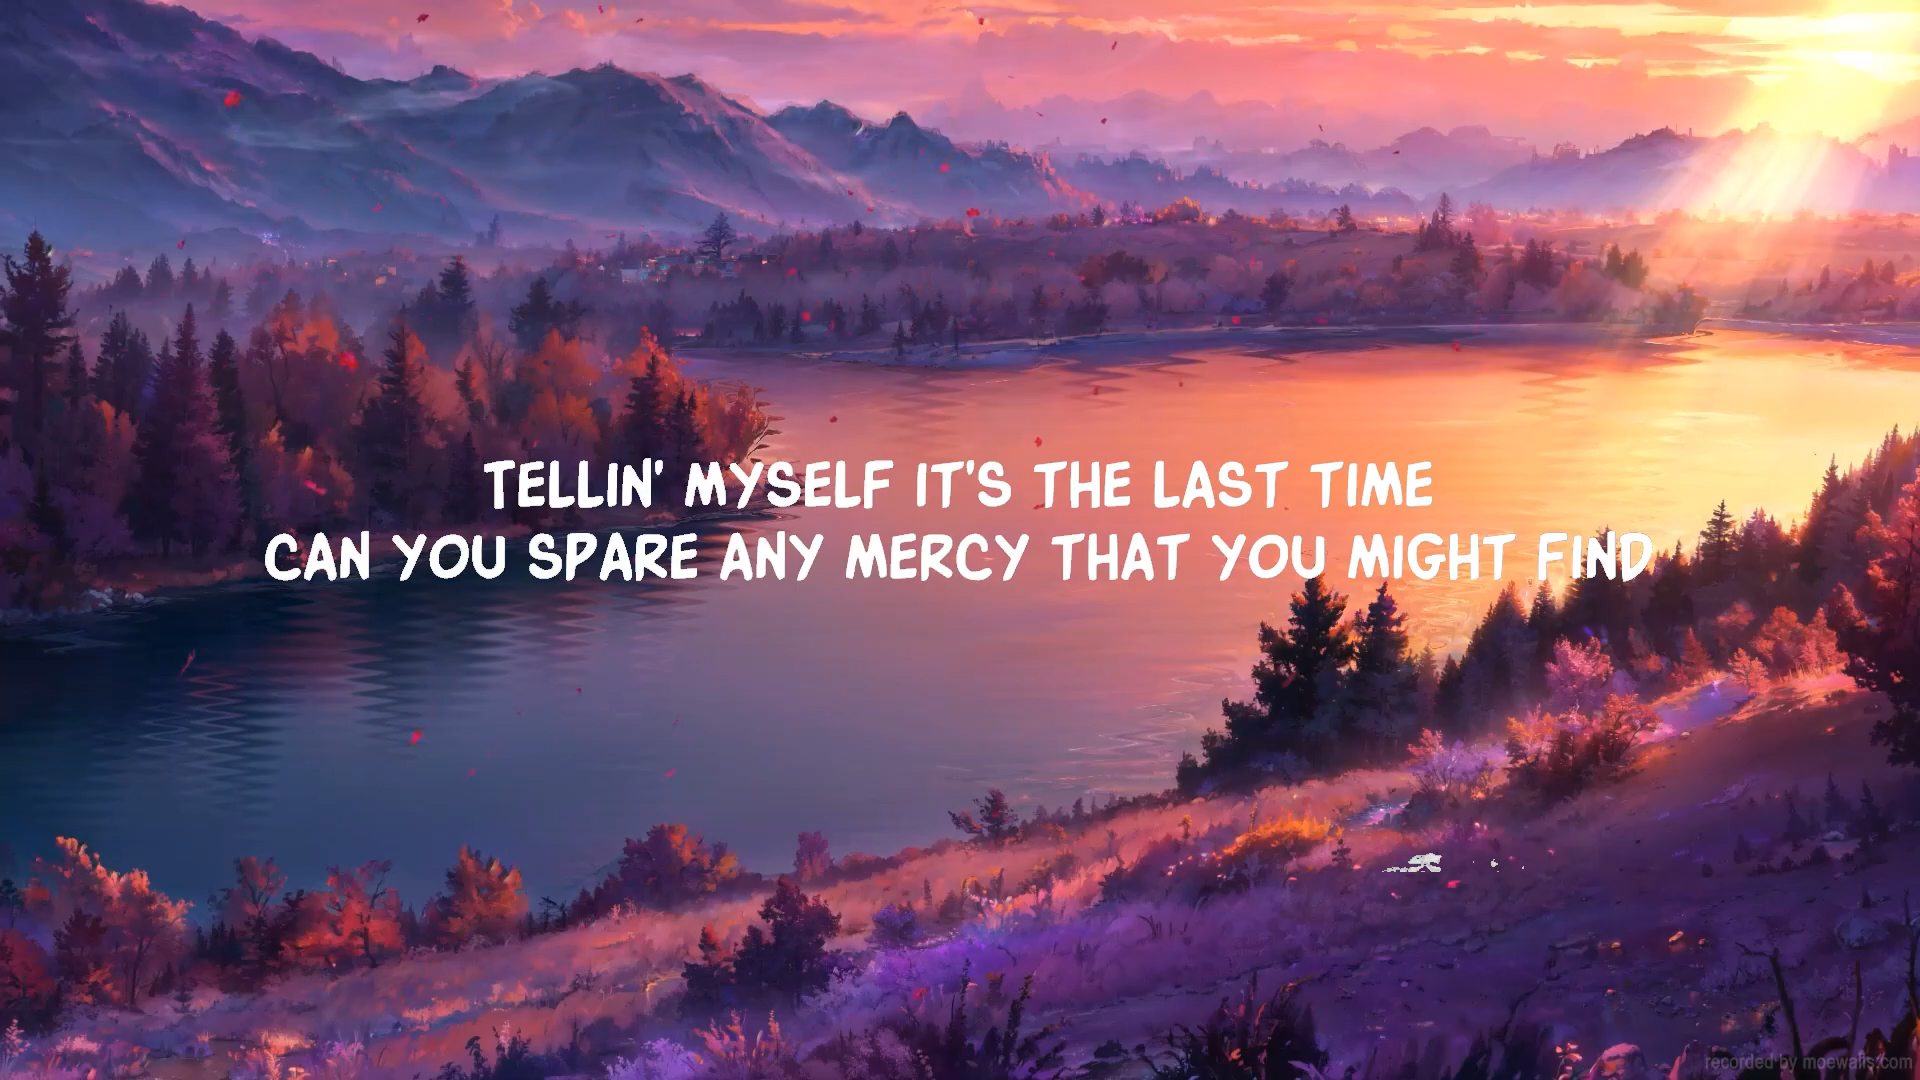 TELLIN' MYSELF IT'S THE LAST TIME
CAN YOU SPARE ANY MERCY THAT YOU MIGHT FIND
recorded by moewalls.com